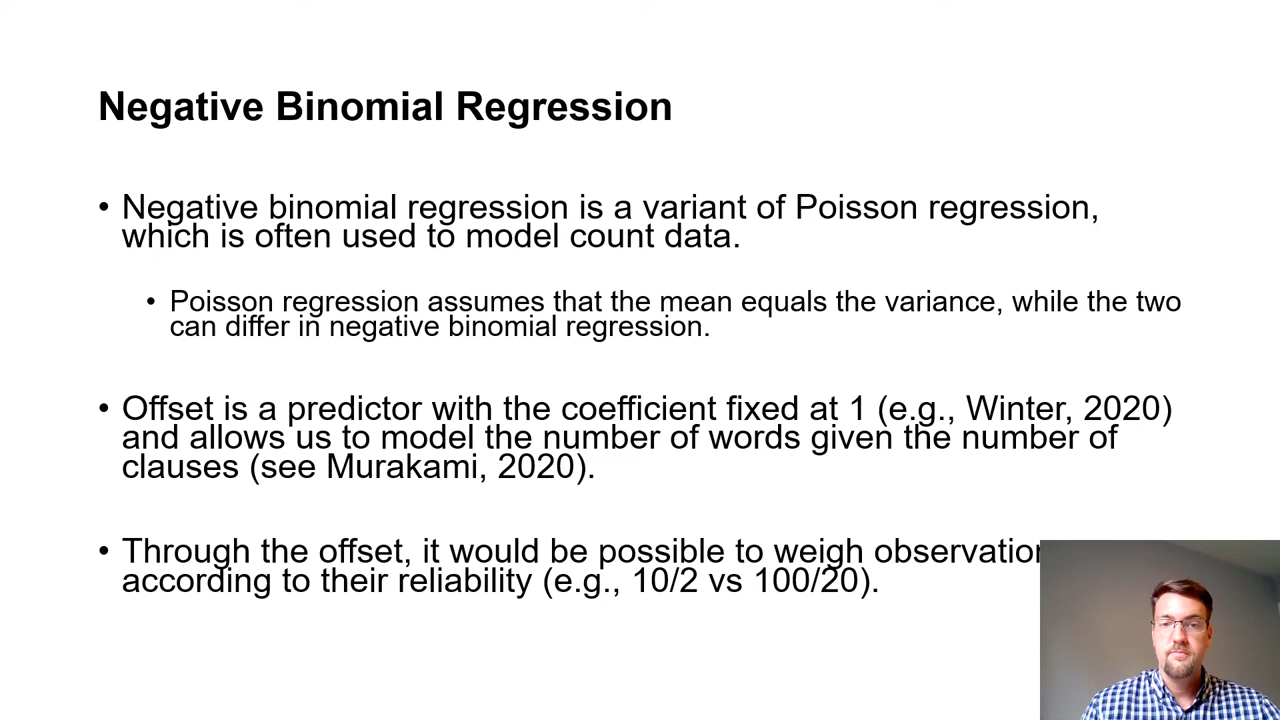 Negative Binomial Regression
• Negative binomial regression is a variant of Poisson regression,
which is often used to model count data.
• Poisson regression assumes that the mean equals the variance, while the two
can differ in negative binomial regression.
• Offset is a predictor with the coefficient fixed at 1 (e.g., Winter, 2020)
and allows us to model the number of words given the number of
clauses (see Murakami, 2020).
• Through the offset, it would be possible to weigh
according to their reliability (e.g., 10/2 vs 100/20).